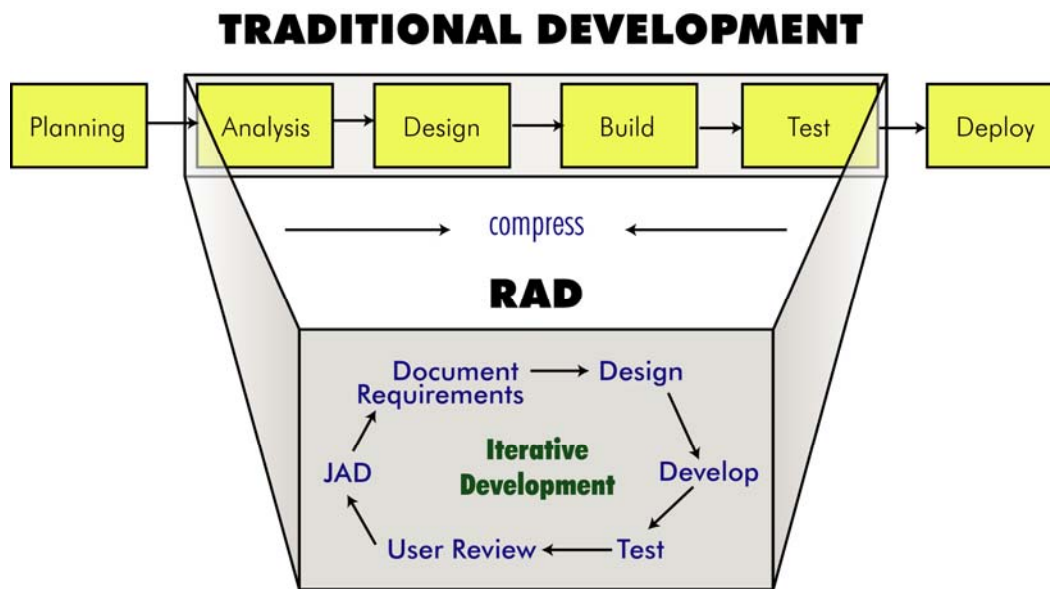 TRADITIONAL DEVELOPMENT
Planning
Analysis
Design
Build
Test
Deploy
compress
RAD
Document
Requirements
Design
JAD
Iterative
Development
Develop
User Review
Test